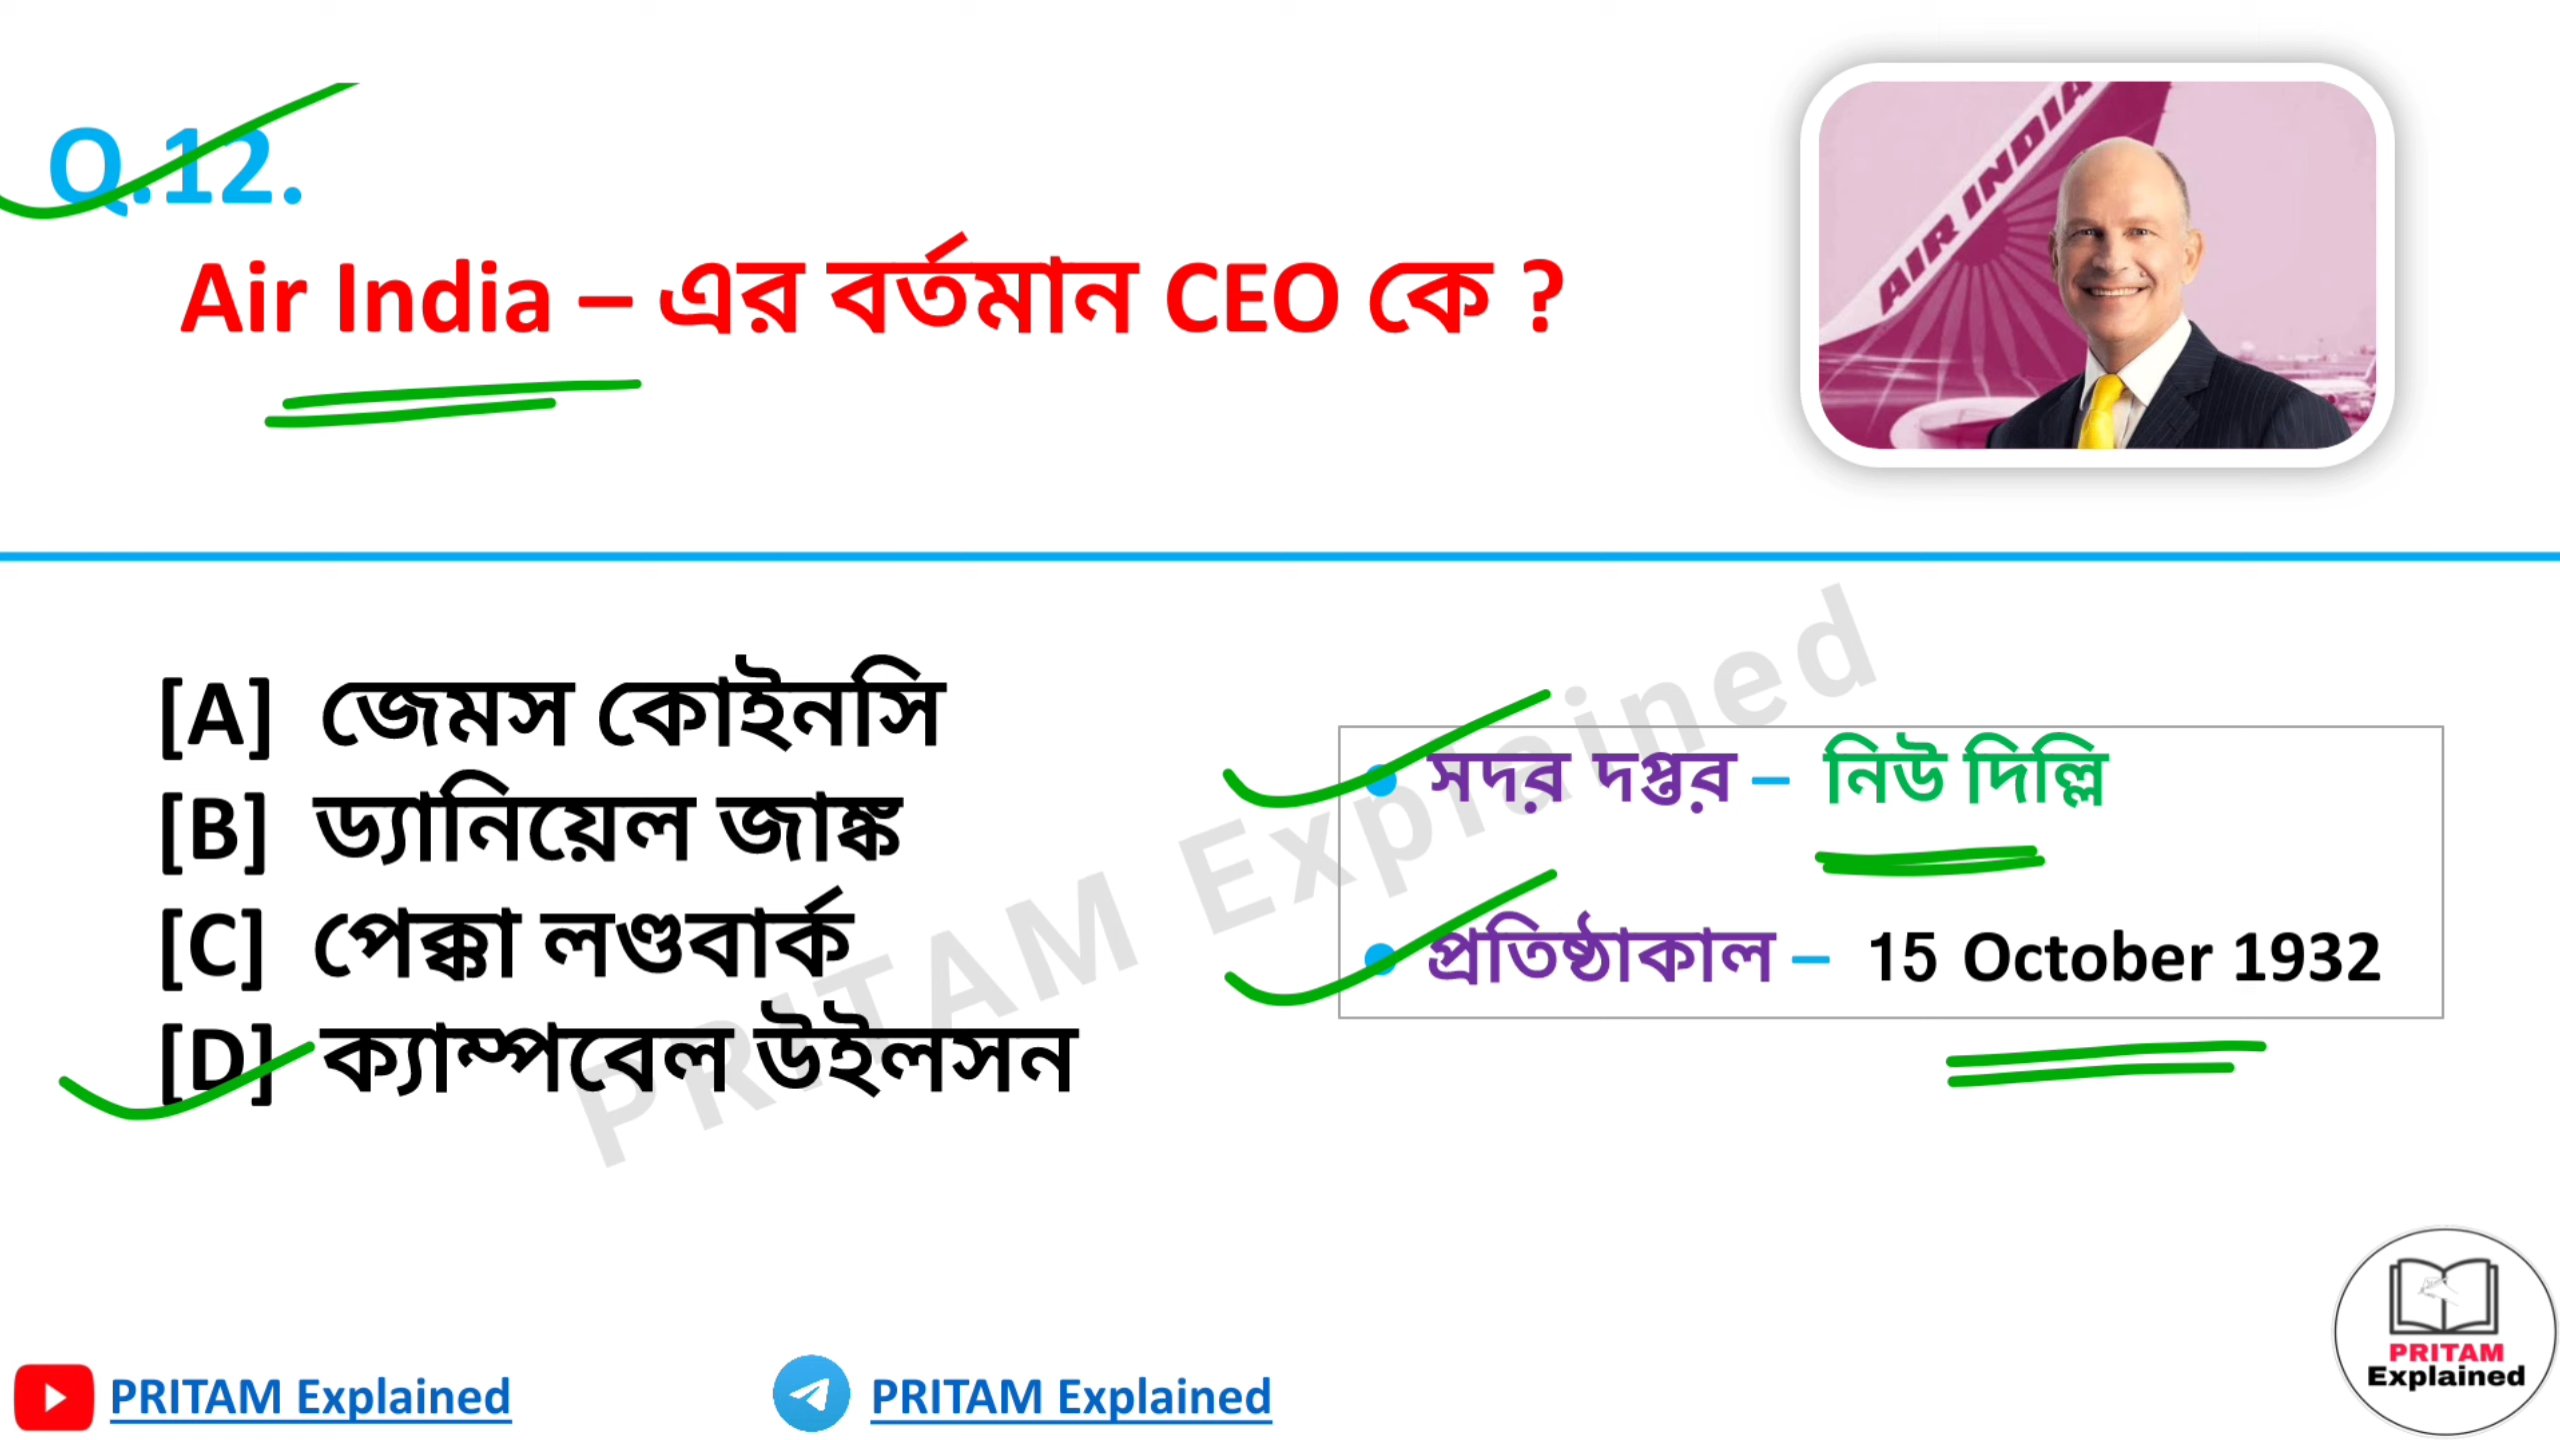 Q.12.
AIR INDIA
Air India – এর বর্তমান CEO কে ?
[A] জেমস কোইনসি
[B] ড্যানিয়েল জাঙ্ক
[C] পেক্কা লণ্ডবার্ক
[D] ক্যাম্পবেল উইলসন
• সদর দপ্তর – নিউ দিল্লি
• প্রতিষ্ঠাকাল – 15 October 1932
PRITAM Explained
PRITAM Explained
PRITAM Explained
PRITAM
Explained